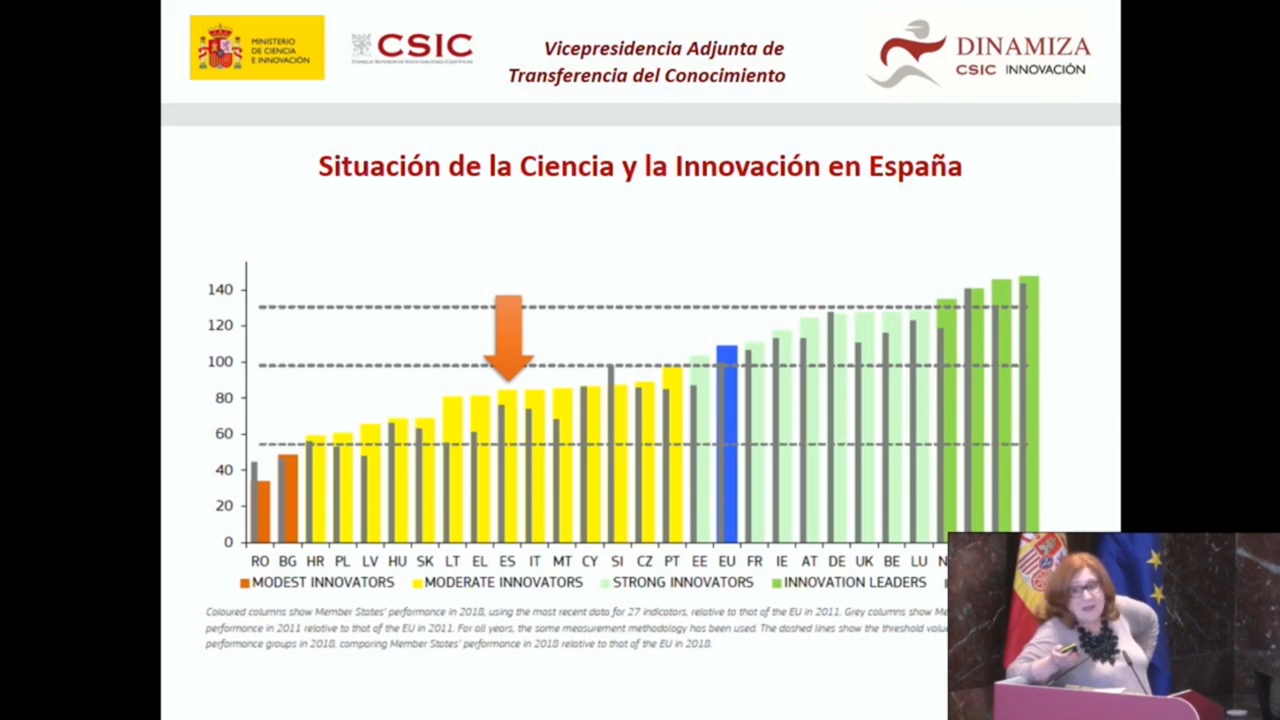 MINISTERIO
DE CIENCIA
E INNOVACIÓN
CSIC
CONSEJO SUPERIOR DE INVESTIGACIONES CIENTÍFICAS
Vicepresidencia Adjunta de
Transferencia del Conocimiento
DINAMIZA
CSIC INNOVACIÓN
Situación de la Ciencia y la Innovación en España
140
120
100
80
60
40
20
0
RO BG HR PL LV HU SK LT EL ES IT MT CY SI CZ PT EE EU FR IE AT DE UK BE LU N
MODEST INNOVATORS MODERATE INNOVATORS STRONG INNOVATORS INNOVATION LEADERS
Coloured columns show Member States' performance in 2018, using the most recent data for 27 indicators, relative to that of the EU in 2011. Grey columns show Me
performance in 2011 relative to that of the EU in 2011. For all years, the same measurement methodology has been used. The dashed lines show the threshold valu
performance groups in 2018, comparing Member States' performance in 2018 relative to that of the EU in 2018.